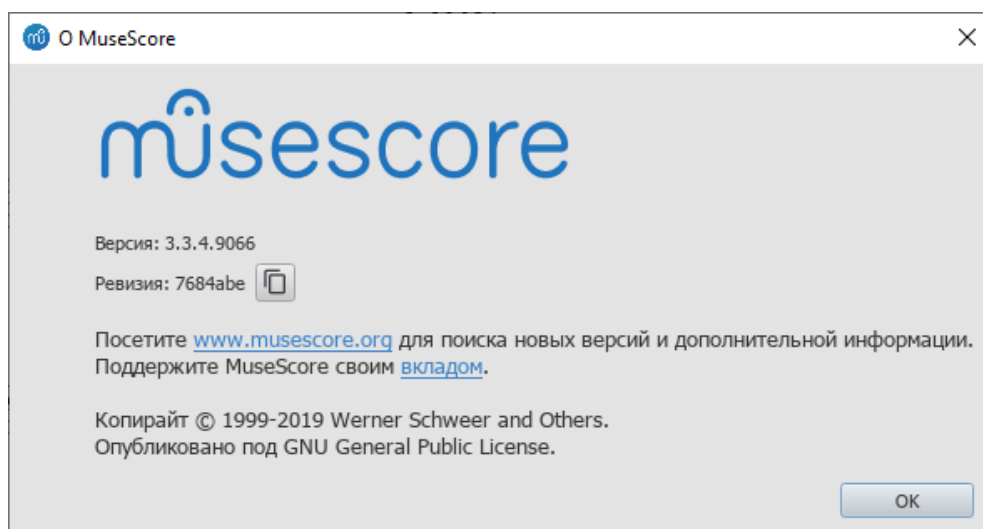 О MuseScore
musescore
Версия: 3.3.4.9066
Ревизия: 7684abe
Посетите www.musescore.org для поиска новых версий и дополнительной информации.
Поддержите MuseScore своим вкладом.
Копирайт © 1999-2019 Werner Schweer and Others.
Опубликовано под GNU General Public License.
ОК